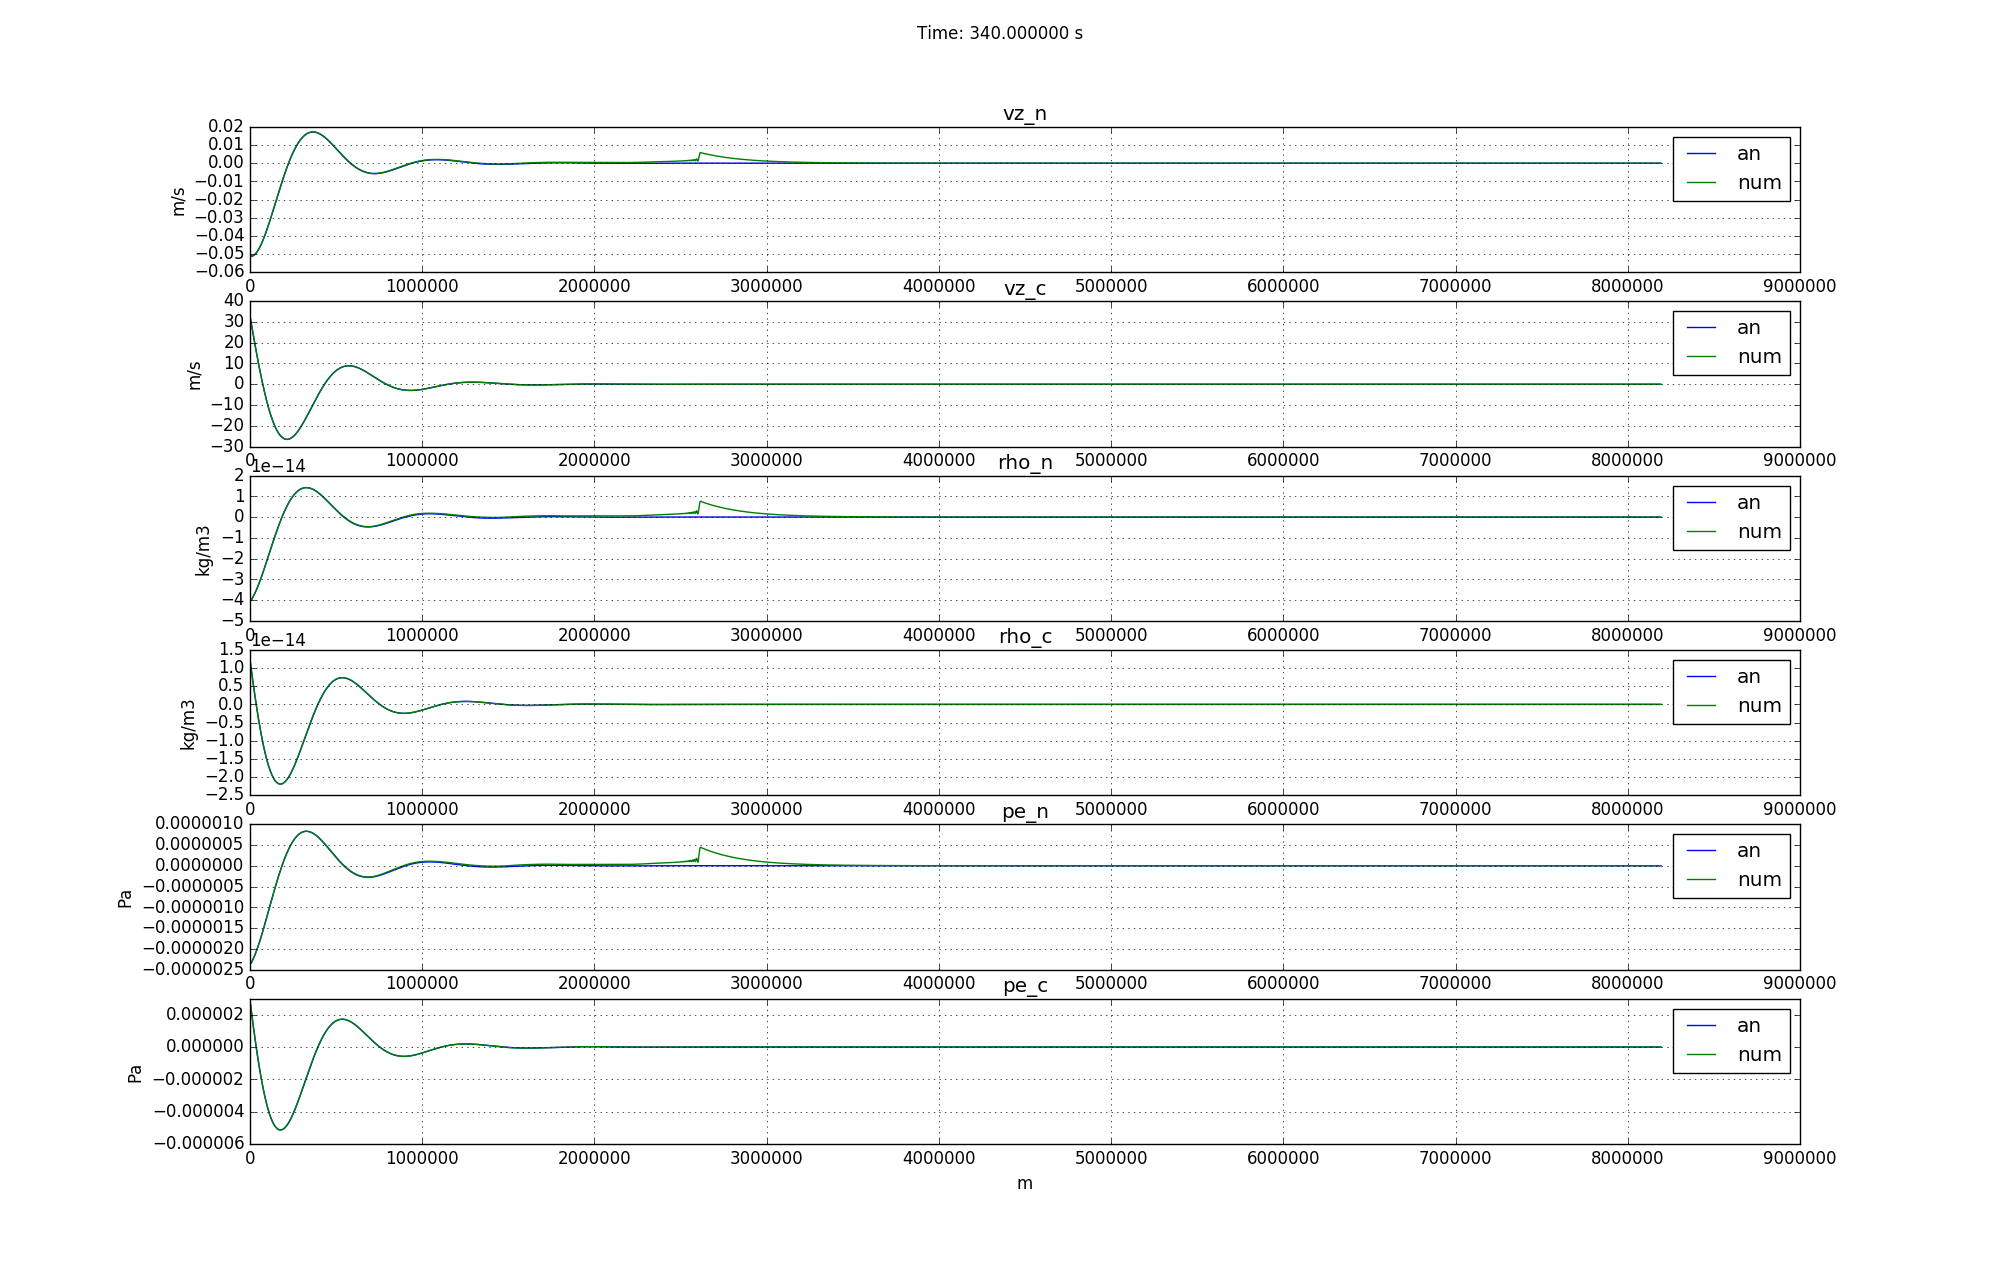 Time: 340.000000 s
vz_n
0.02
0.01
0.00
−0.01
−0.02
−0.03
−0.04
−0.05
−0.06
m/s
an
num
0 1000000 2000000 3000000 4000000 5000000 6000000 7000000 8000000 9000000
vz_c
40
30
20
10
0
−10
−20
−30
m/s
an
num
0 1000000 2000000 3000000 4000000 5000000 6000000 7000000 8000000 9000000
1e−14
rho_n
2
1
0
−1
−2
−3
−4
−5
kg/m3
an
num
0 1000000 2000000 3000000 4000000 5000000 6000000 7000000 8000000 9000000
1e−14
rho_c
1.5
1.0
0.5
0.0
−0.5
−1.0
−1.5
−2.0
−2.5
kg/m3
an
num
0 1000000 2000000 3000000 4000000 5000000 6000000 7000000 8000000 9000000
pe_n
0.0000010
0.0000005
0.0000000
−0.0000005
−0.0000010
−0.0000015
−0.0000020
−0.0000025
Pa
an
num
0 1000000 2000000 3000000 4000000 5000000 6000000 7000000 8000000 9000000
pe_c
0.000002
0.000000
−0.000002
−0.000004
−0.000006
Pa
an
num
0 1000000 2000000 3000000 4000000 5000000 6000000 7000000 8000000 9000000
m